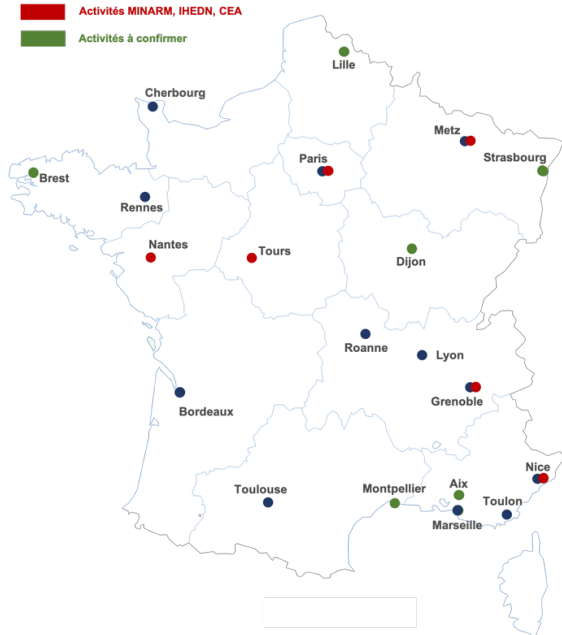 Activités MINARM, IHEDN, CEA
Activités à confirmer
Lille
Cherbourg
Metz
Paris
Strasbourg
Brest
Rennes
Nantes
Tours
Dijon
Roanne
Lyon
Grenoble
Bordeaux
Nice
Toulouse
Montpellier
Aix
Toulon
Marseille